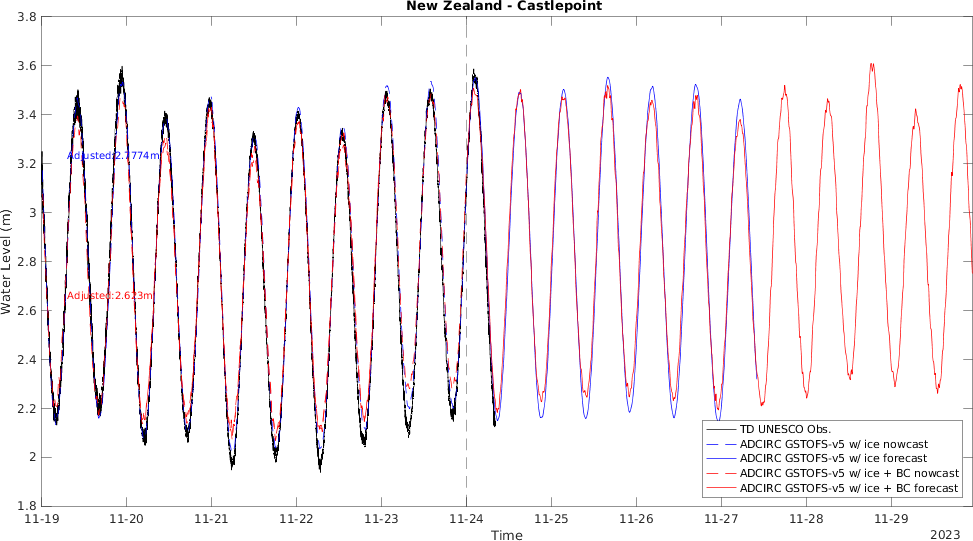 New Zealand - Castlepoint
3.8
3.6
3.4
3.2
3
2.8
2.6
2.4
2.2
2
1.8
Water Level (m)
Adjusted:2.7774m
Adjusted:2.623m
TD UNESCO Obs.
ADCIRC GSTOFS-v5 w/ ice nowcast
ADCIRC GSTOFS-v5 w/ ice forecast
ADCIRC GSTOFS-v5 w/ ice + BC nowcast
ADCIRC GSTOFS-v5 w/ ice + BC forecast
11-19 11-20 11-21 11-22 11-23 11-24 11-25 11-26 11-27 11-28 11-29
Time
2023